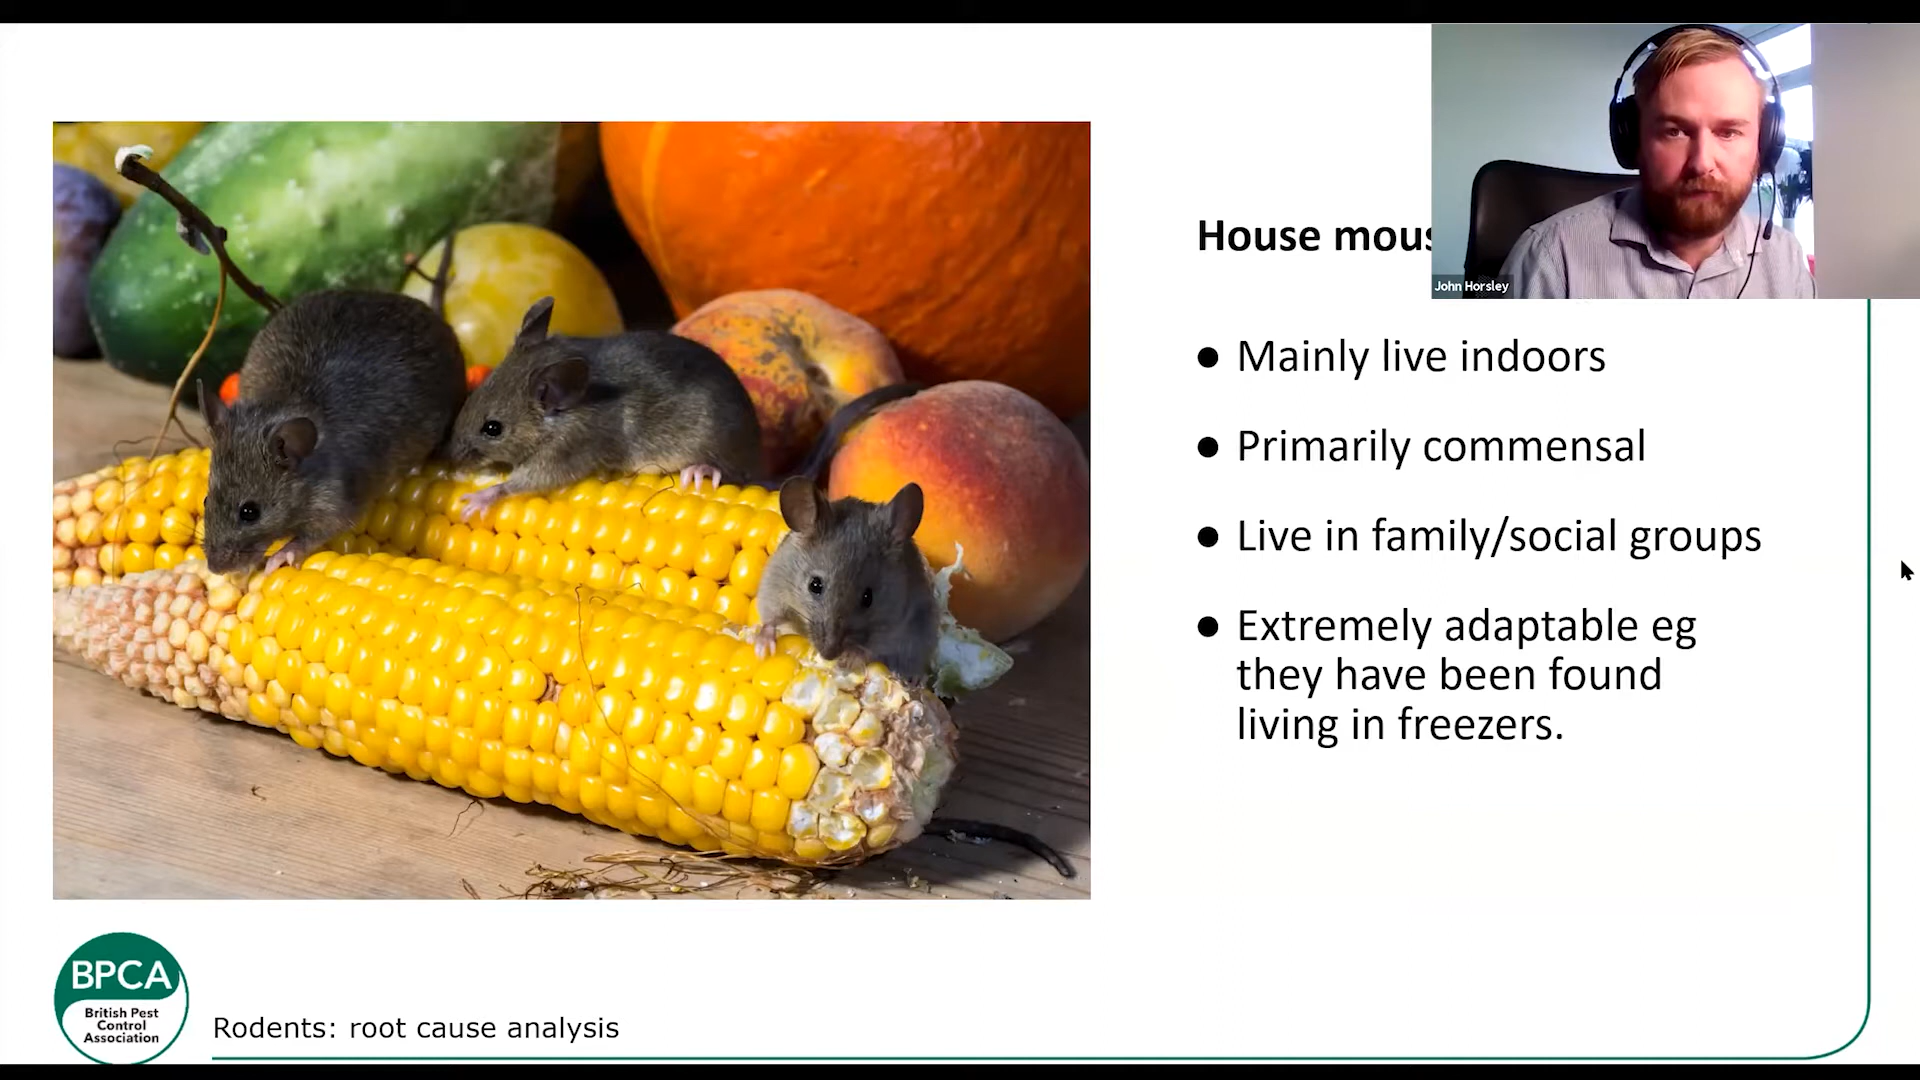 House mous
John Horsley
● Mainly live indoors
● Primarily commensal
● Live in family/social groups
● Extremely adaptable eg
they have been found
living in freezers.
BPCA
British Pest
Control
Association
Rodents: root cause analysis